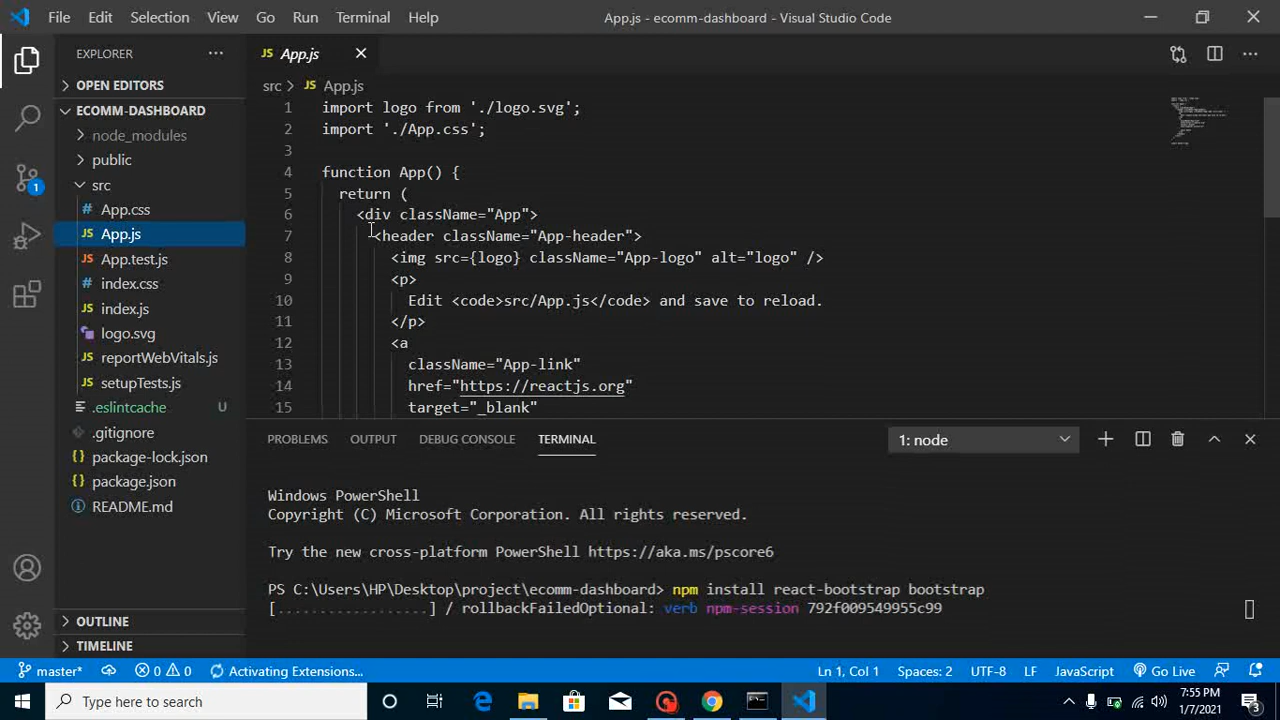 File Edit Selection View Go Run Terminal Help App.js - ecomm-dashboard - Visual Studio Code
EXPLORER
OPEN EDITORS
ECOMM-DASHBOARD
node_modules
public
src
# App.css
JS App.js
JS App.test.js
# index.css
JS index.js
logo.svg
JS reportWebVitals.js
JS setupTests.js
.eslintcache U
.gitignore
{} package-lock.json
{} package.json
README.md
OUTLINE
TIMELINE
1
JS App.js
src > JS App.js
1 import logo from './logo.svg';
2 import './App.css';
3
4 function App() {
5 return (
6 <div className="App">
7 <header className="App-header">
8 <img src={logo} className="App-logo" alt="logo" />
9 <p>
10 Edit <code>src/App.js</code> and save to reload.
11 </p>
12 <a
13 className="App-link"
14 href="https://reactjs.org"
15 target="_blank"
PROBLEMS OUTPUT DEBUG CONSOLE TERMINAL 1: node
Windows PowerShell
Copyright (C) Microsoft Corporation. All rights reserved.
Try the new cross-platform PowerShell https://aka.ms/pscore6
PS C:\Users\HP\Desktop\project\ecomm-dashboard> npm install react-bootstrap bootstrap
[..................] / rollbackFailedOptional: verb npm-session 792f009549955c99
master* 0 0 Activating Extensions... Ln 1, Col 1 Spaces: 2 UTF-8 LF JavaScript Go Live
Type here to search
7:55 PM
1/7/2021
3